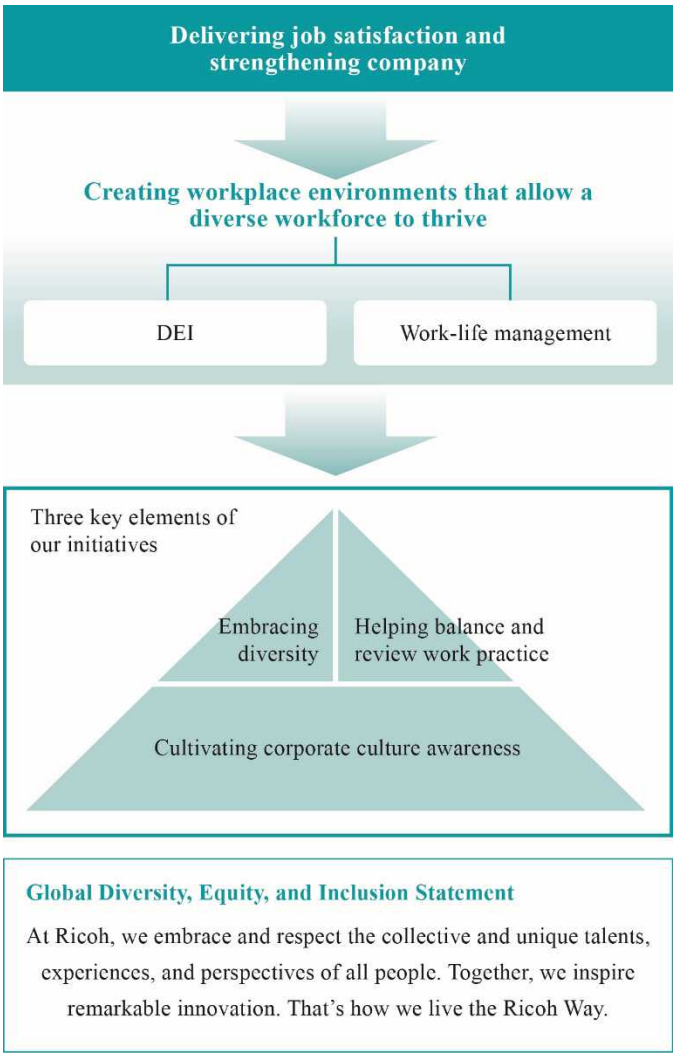 Delivering job satisfaction and
strengthening company
Creating workplace environments that allow a
diverse workforce to thrive
DEI
Work-life management
Three key elements of
our initiatives
Embracing
diversity
Helping balance and
review work practice
Cultivating corporate culture awareness
Global Diversity, Equity, and Inclusion Statement
At Ricoh, we embrace and respect the collective and unique talents,
experiences, and perspectives of all people. Together, we inspire
remarkable innovation. That’s how we live the Ricoh Way.